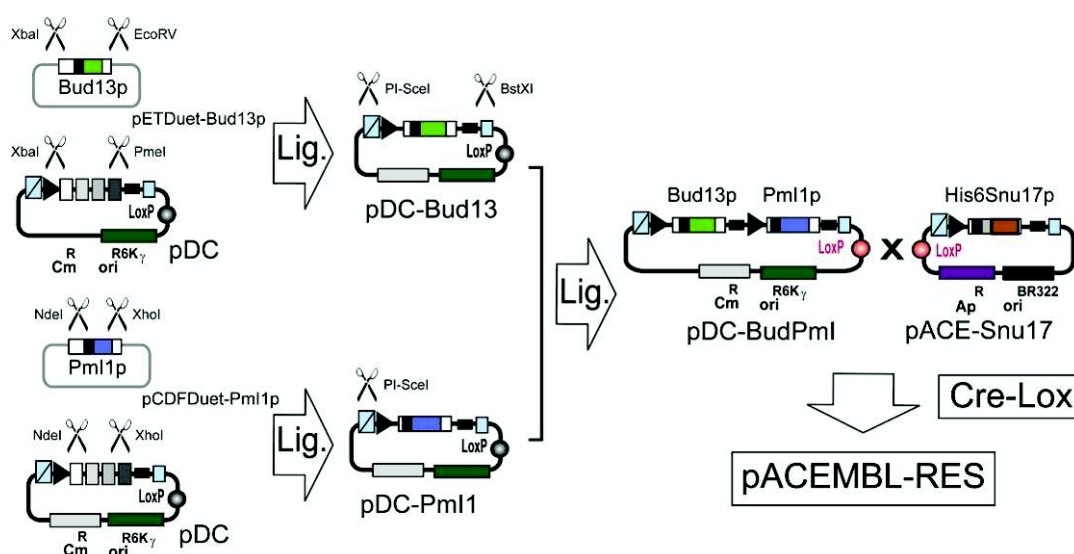 XbaI EcoRV
Bud13p
pETDuet-Bud13p
XbaI PmeI
LoxP
R R6Kγ
Cm ori
pDC
Lig.
PI-SceI BstXI
LoxP
pDC-Bud13
NdeI XhoI
Pml1p
pCDFDuet-Pml1p
NdeI XhoI
LoxP
R R6Kγ
Cm ori
pDC
Lig.
PI-SceI
LoxP
pDC-Pml1
Lig.
Bud13p Pml1p
LoxP
R R6Kγ
Cm ori
pDC-BudPml
x
His6Snu17p
LoxP
R BR322
Ap ori
pACE-Snu17
Cre-Lox
pACEMBL-RES